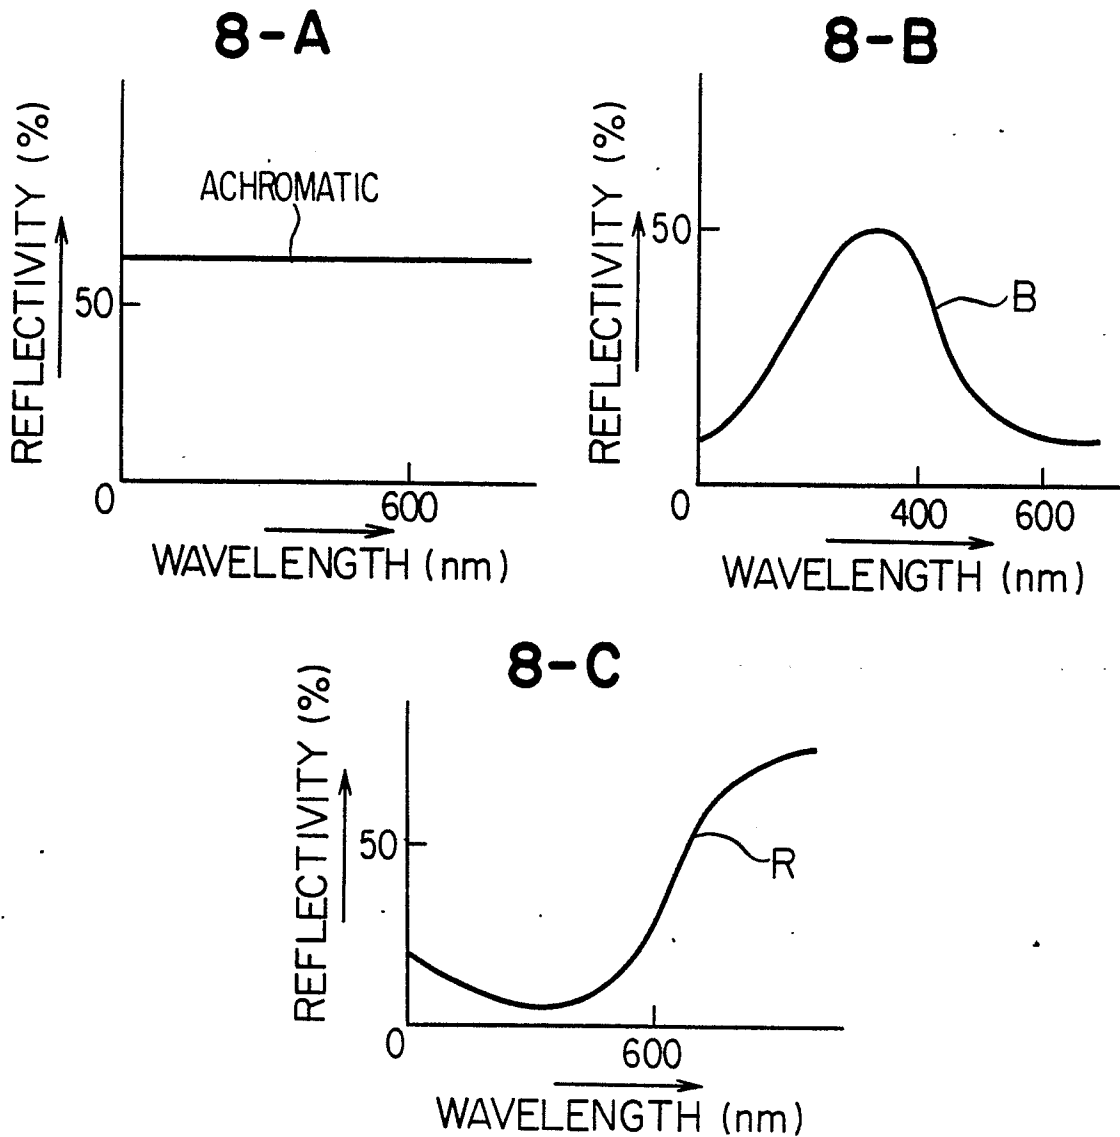 8-A
REFLECTIVITY (%)
ACHROMATIC
50
0
600
WAVELENGTH (nm)
8-B
REFLECTIVITY (%)
50
B
0
400
600
WAVELENGTH (nm)
8-C
REFLECTIVITY (%)
50
R
0
600
WAVELENGTH (nm)